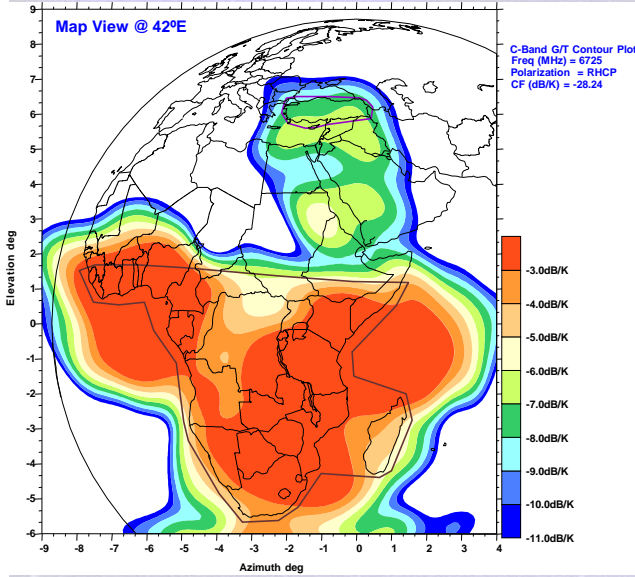 Map View @ 42ºE
C-Band G/T Contour Plot
Freq (MHz) = 6725
Polarization = RHCP
CF (dB/K) = -28.24
9
8
7
6
5
4
3
2
1
0
-1
-2
-3
-4
-5
-6
Elevation deg
-9 -8 -7 -6 -5 -4 -3 -2 -1 0 1 2 3 4
Azimuth deg
-3.0dB/K
-4.0dB/K
-5.0dB/K
-6.0dB/K
-7.0dB/K
-8.0dB/K
-9.0dB/K
-10.0dB/K
-11.0dB/K